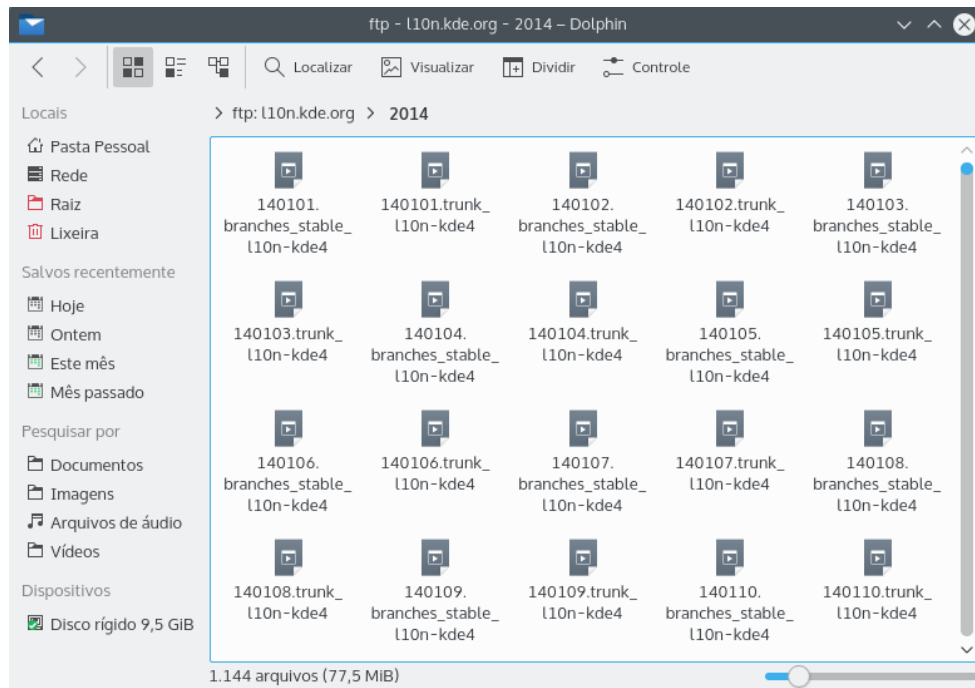 ftp - l10n.kde.org - 2014 – Dolphin
Localizar Visualizar Dividir Controle
Locais
Pasta Pessoal
Rede
Raiz
Lixeira
Salvos recentemente
Hoje
Ontem
Este mês
Mês passado
Pesquisar por
Documentos
Imagens
Arquivos de áudio
Vídeos
Dispositivos
Disco rígido 9,5 GiB
> ftp: l10n.kde.org > 2014
140101.
branches_stable_
l10n-kde4
140101.trunk_
l10n-kde4
140102.
branches_stable_
l10n-kde4
140102.trunk_
l10n-kde4
140103.
branches_stable_
l10n-kde4
140103.trunk_
l10n-kde4
140104.
branches_stable_
l10n-kde4
140104.trunk_
l10n-kde4
140105.
branches_stable_
l10n-kde4
140105.trunk_
l10n-kde4
140106.
branches_stable_
l10n-kde4
140106.trunk_
l10n-kde4
140107.
branches_stable_
l10n-kde4
140107.trunk_
l10n-kde4
140108.
branches_stable_
l10n-kde4
140108.trunk_
l10n-kde4
140109.
branches_stable_
l10n-kde4
140109.trunk_
l10n-kde4
140110.
branches_stable_
l10n-kde4
140110.trunk_
l10n-kde4
1.144 arquivos (77,5 MiB)